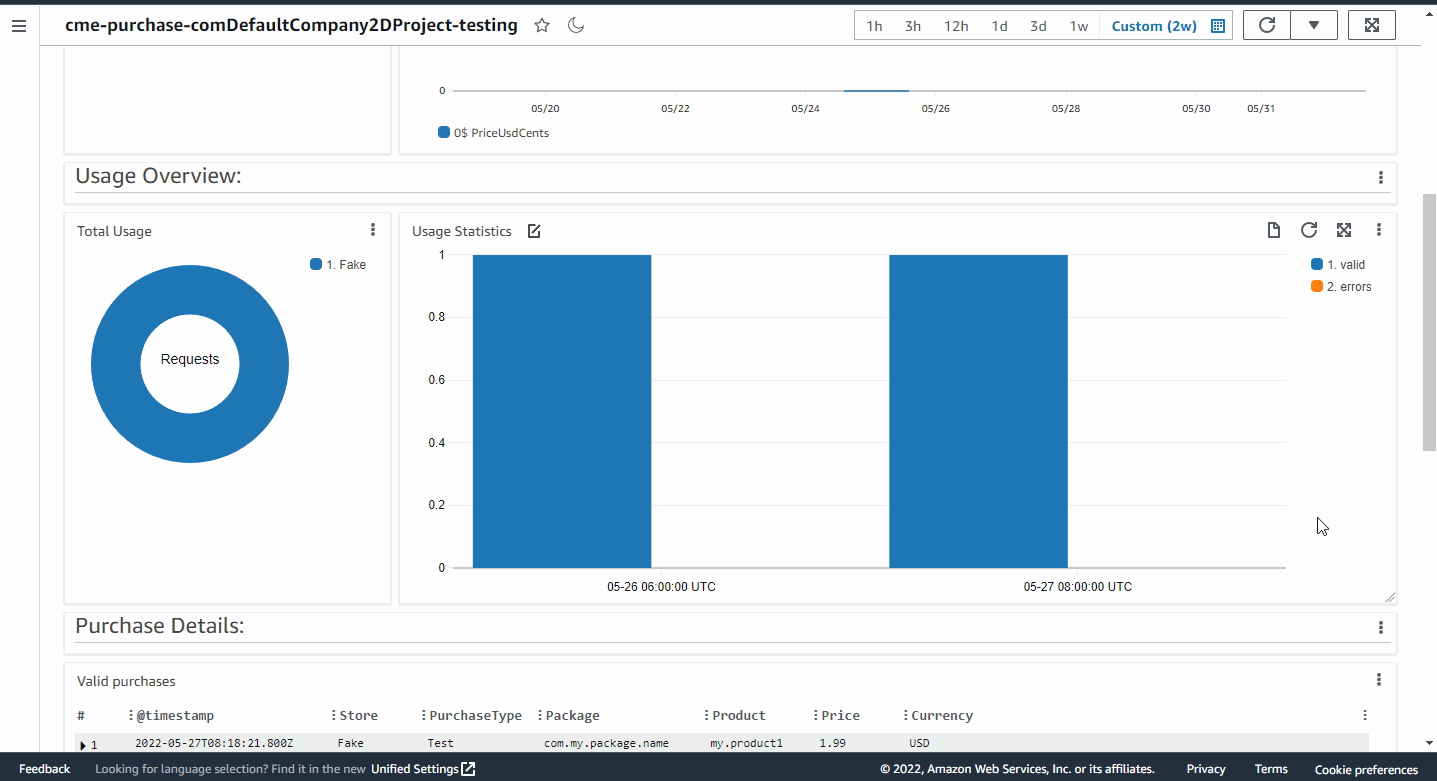 cme-purchase-comDefaultCompany2DProject-testing
1h 3h 12h 1d 3d 1w Custom (2w)
0
05/20 05/22 05/24 05/26 05/28 05/30 05/31
0$ PriceUsdCents
Usage Overview:
Total Usage
1. Fake
Requests
Usage Statistics
1
0.8
0.6
0.4
0.2
0
05-26 06:00:00 UTC 05-27 08:00:00 UTC
1. valid
2. errors
Purchase Details:
Valid purchases
# @timestamp Store PurchaseType Package Product Price Currency
1 2022-05-27T08:18:21.800Z Fake Test com.my.package.name my.product1 1.99 USD
Feedback Looking for language selection? Find it in the new Unified Settings © 2022, Amazon Web Services, Inc. or its affiliates. Privacy Terms Cookie preferences